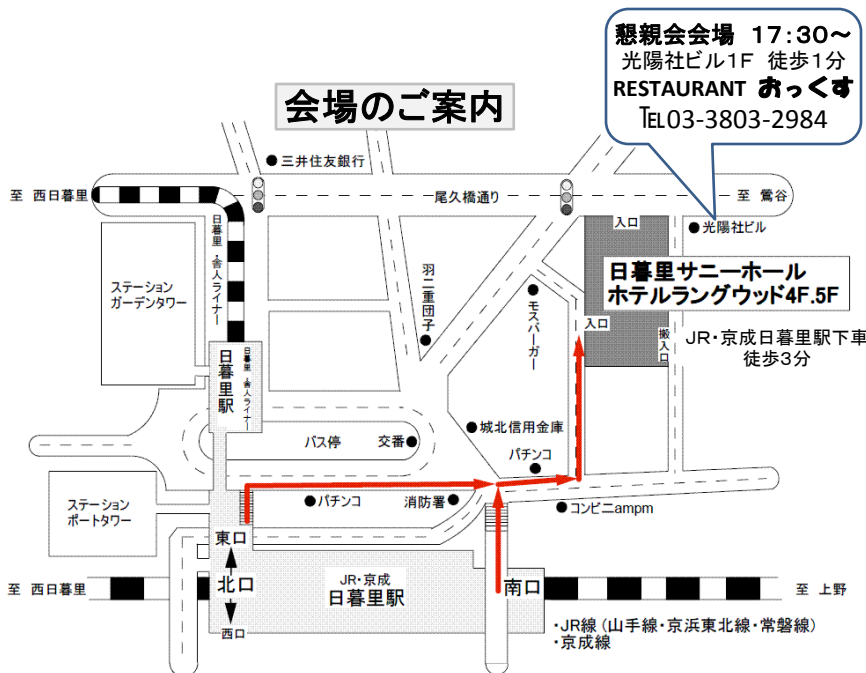 懇親会会場 17:30～
光陽社ビル1F 徒歩1分
RESTAURANT おっくす
℡03-3803-2984
会場のご案内
三井住友銀行
至 西日暮里
尾久橋通り
至 鶯谷
入口
光陽社ビル
日暮里・舎人ライナー
ステーション
ガーデンタワー
羽二重団子
モスバーガー
日暮里サニーホール
ホテルラングウッド4F.5F
入口
搬入口
JR・京成日暮里駅下車
徒歩3分
日暮里駅
日暮里・舎人ライナー
バス停
交番
城北信用金庫
パチンコ
ステーション
ポートタワー
パチンコ
消防署
コンビニampm
東口
北口
西口
JR・京成
日暮里駅
南口
至 西日暮里
至 上野
・JR線（山手線・京浜東北線・常磐線）
・京成線